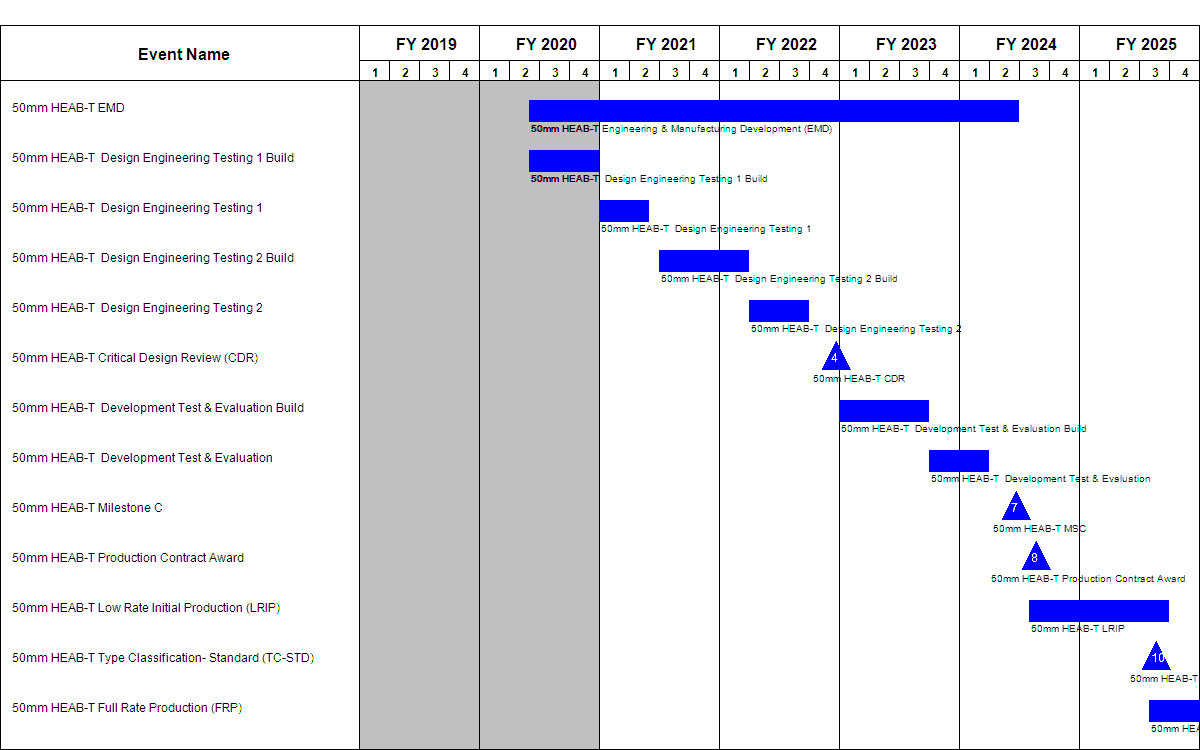 Event Name FY 2019 FY 2020 FY 2021 FY 2022 FY 2023 FY 2024 FY 2025
1 2 3 4 1 2 3 4 1 2 3 4 1 2 3 4 1 2 3 4 1 2 3 4 1 2 3 4
50mm HEAB-T EMD
50mm HEAB-T Engineering & Manufacturing Development (EMD)
50mm HEAB-T Design Engineering Testing 1 Build
50mm HEAB-T Design Engineering Testing 1 Build
50mm HEAB-T Design Engineering Testing 1
50mm HEAB-T Design Engineering Testing 1
50mm HEAB-T Design Engineering Testing 2 Build
50mm HEAB-T Design Engineering Testing 2 Build
50mm HEAB-T Design Engineering Testing 2
50mm HEAB-T Design Engineering Testing 2
50mm HEAB-T Critical Design Review (CDR) 4
50mm HEAB-T CDR
50mm HEAB-T Development Test & Evaluation Build
50mm HEAB-T Development Test & Evaluation Build
50mm HEAB-T Development Test & Evaluation
50mm HEAB-T Development Test & Evaluation
50mm HEAB-T Milestone C 7
50mm HEAB-T MSC
50mm HEAB-T Production Contract Award 8
50mm HEAB-T Production Contract Award
50mm HEAB-T Low Rate Initial Production (LRIP)
50mm HEAB-T LRIP
50mm HEAB-T Type Classification- Standard (TC-STD) 10
50mm HEAB-T
50mm HEAB-T Full Rate Production (FRP)
50mm HEA